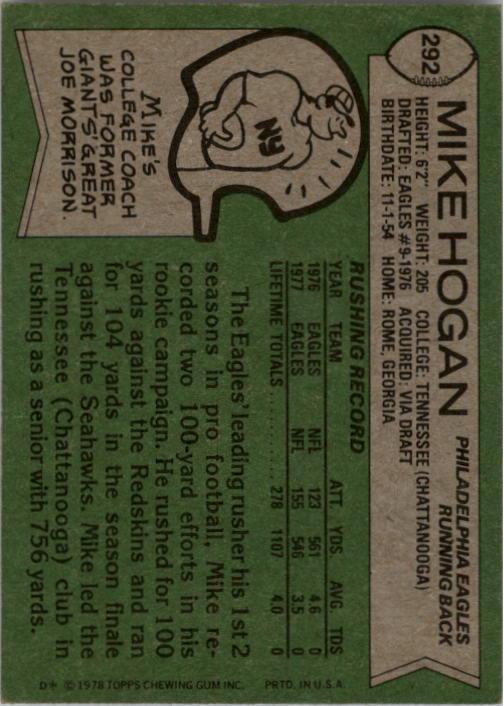 292
MIKE HOGAN
PHILADELPHIA EAGLES
RUNNING BACK
HEIGHT: 6'2" WEIGHT: 205 COLLEGE: TENNESSEE (CHATTANOOGA)
DRAFTED: EAGLES #9-1976 ACQUIRED: VIA DRAFT
BIRTHDATE: 11-1-54 HOME: ROME, GEORGIA
RUSHING RECORD
YEAR TEAM ATT. YDS. AVG. TDS
1976 EAGLES NFL 123 561 4.6 0
1977 EAGLES NFL 155 546 3.5 0
LIFETIME TOTALS.......... 278 1107 4.0 0
The Eagles' leading rusher his 1st 2
seasons in pro football, Mike re-
corded two 100-yard efforts in his
rookie campaign. He rushed for 100
yards against the Redskins and ran
for 104 yards in the season finale
against the Seahawks. Mike led the
Tennessee (Chattanooga) club in
rushing as a senior with 756 yards.
NY
MIKE'S
COLLEGE COACH
WAS FORMER
GIANTS' GREAT
JOE MORRISON.
D* © 1978 TOPPS CHEWING GUM INC. PRTD. IN U.S.A.